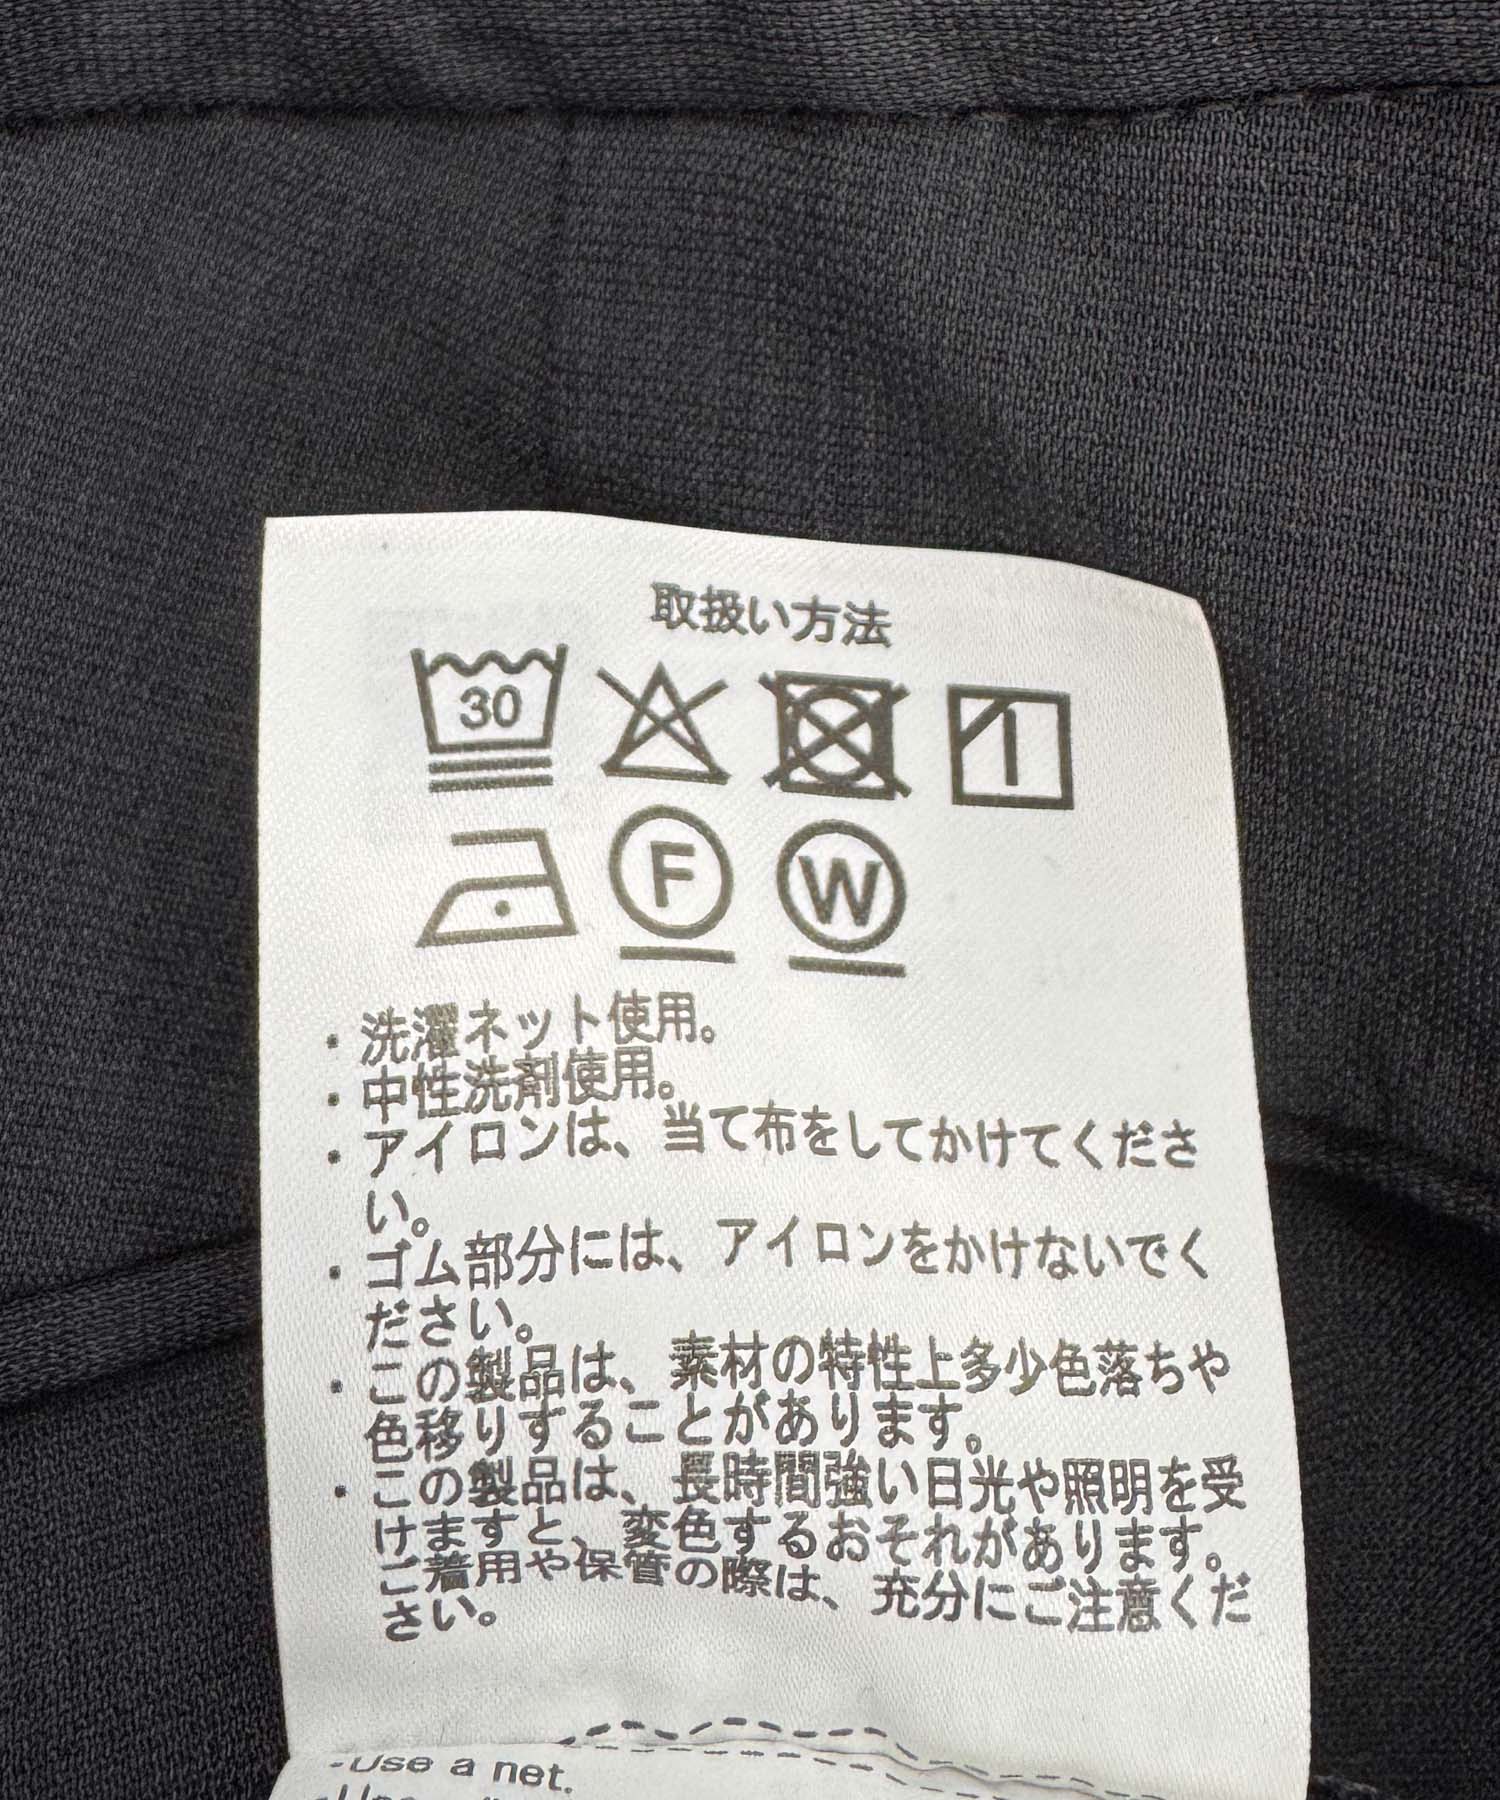 取扱い方法
30
F W
・洗濯ネット使用。
・中性洗剤使用。
・アイロンは、当て布をしてかけてくださ
い。
・ゴム部分には、アイロンをかけないでく
ださい。
・この製品は、素材の特性上多少色落ちや
色移りすることがあります。
・この製品は、長時間強い日光や照明を受
けますと、変色するおそれがあります。
ご着用や保管の際は、充分にご注意くだ
さい。
-Use a net.